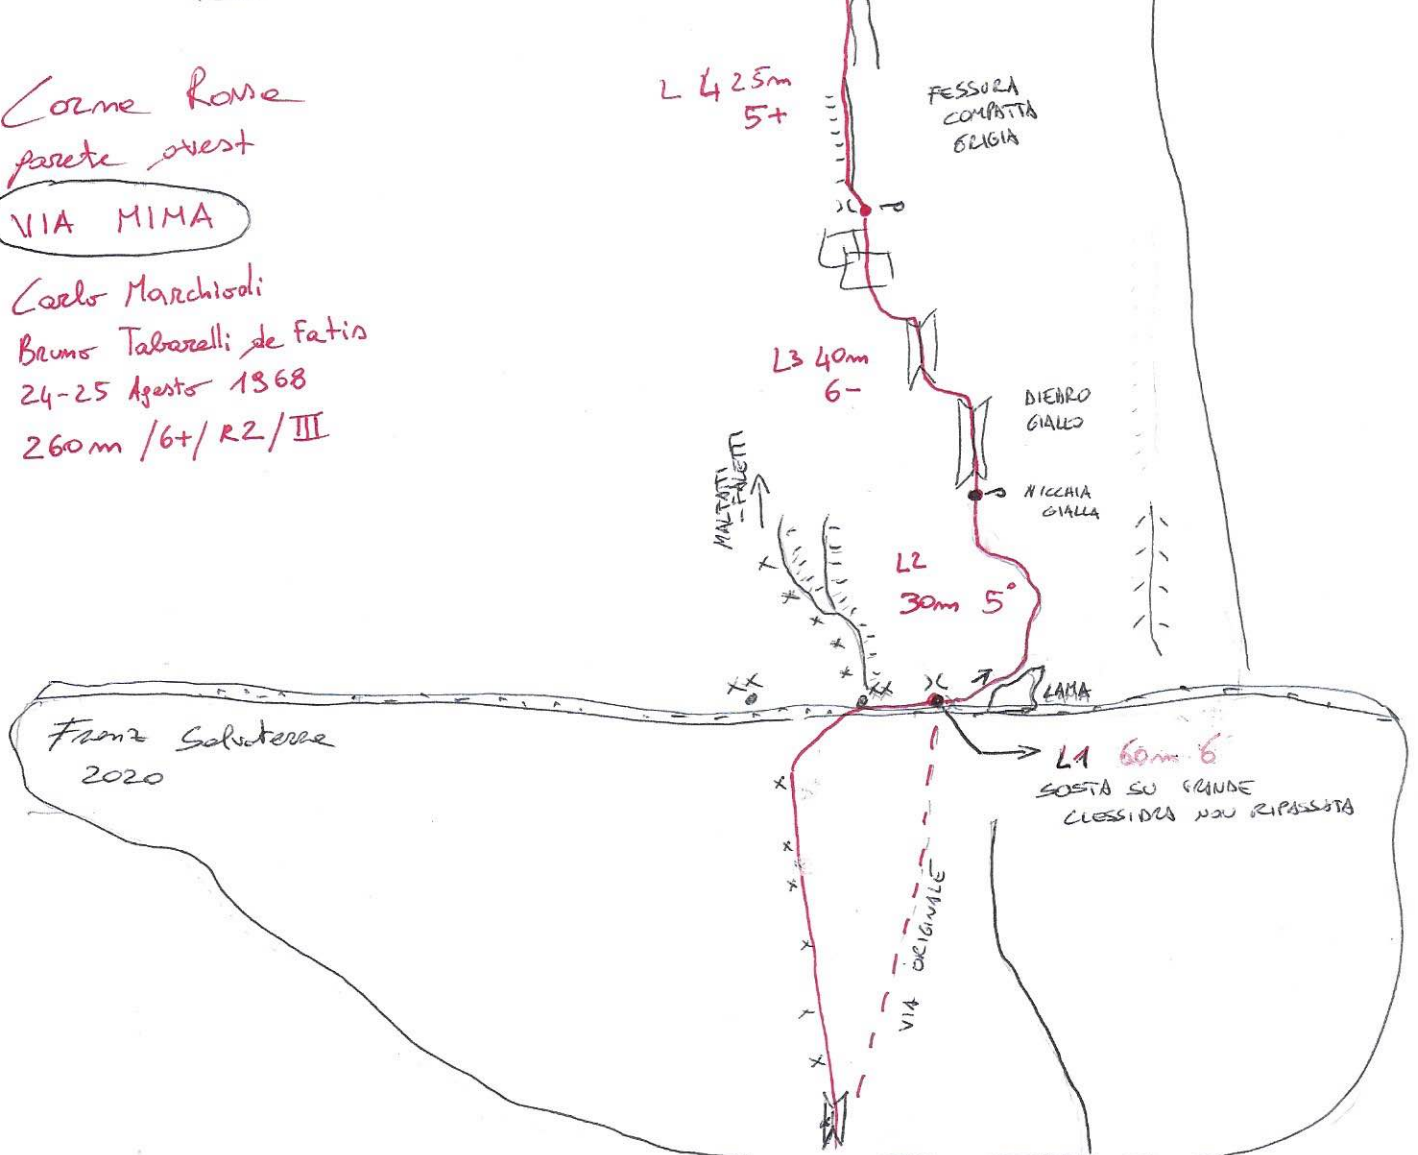 Corne Rosse
parete ovest
VIA MIMA
Carlo Marchiodi
Bruno Tabarelli de Fatis
24-25 Agosto 1968
260m /6+/ R2/ III
L 4 25m
5+
FESSURA
COMPATTA
GRIGIA
L3 40m
6-
DIEDRO
GIALLO
NICCHIA
GIALLA
MALTATTI
-PALETTI
L2
30m 5°
LAMA
Franz Salvaterra
2020
L1 60m 6
SOSTA SU GRANDE
CLESSIDRA NON RIPASSATA
VIA ORIGINALE